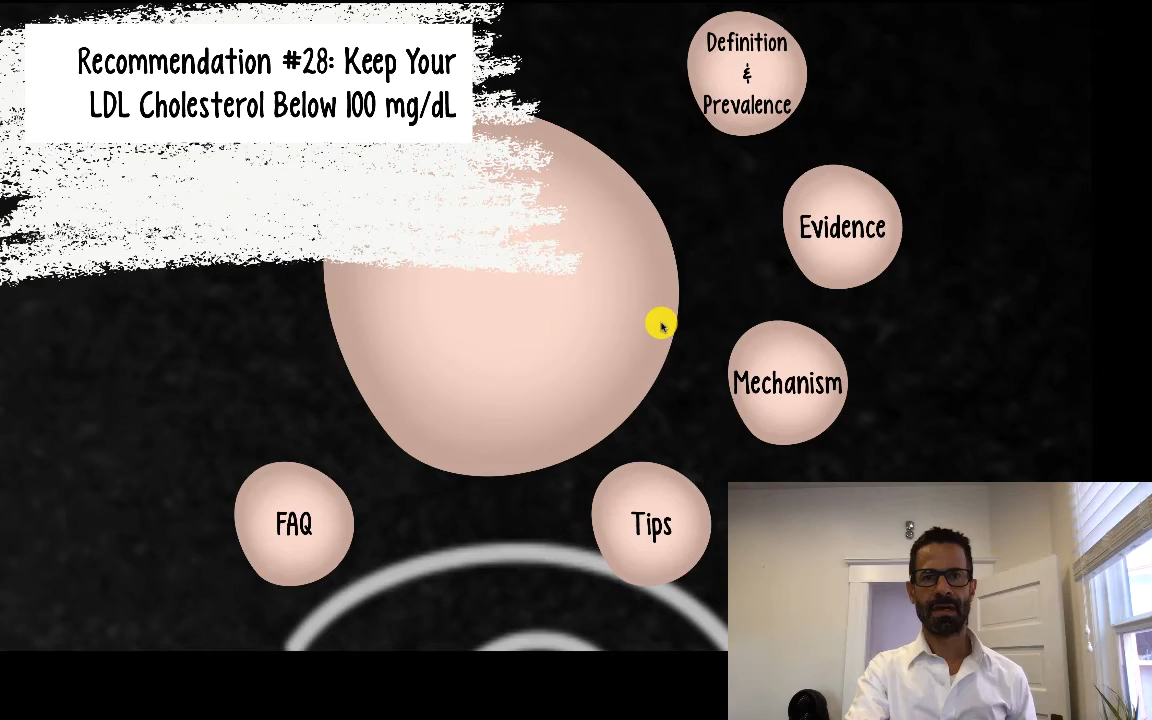 Recommendation #28: Keep Your
LDL Cholesterol Below 100 mg/dL
Definition
&
Prevalence
Evidence
Mechanism
Tips
FAQ